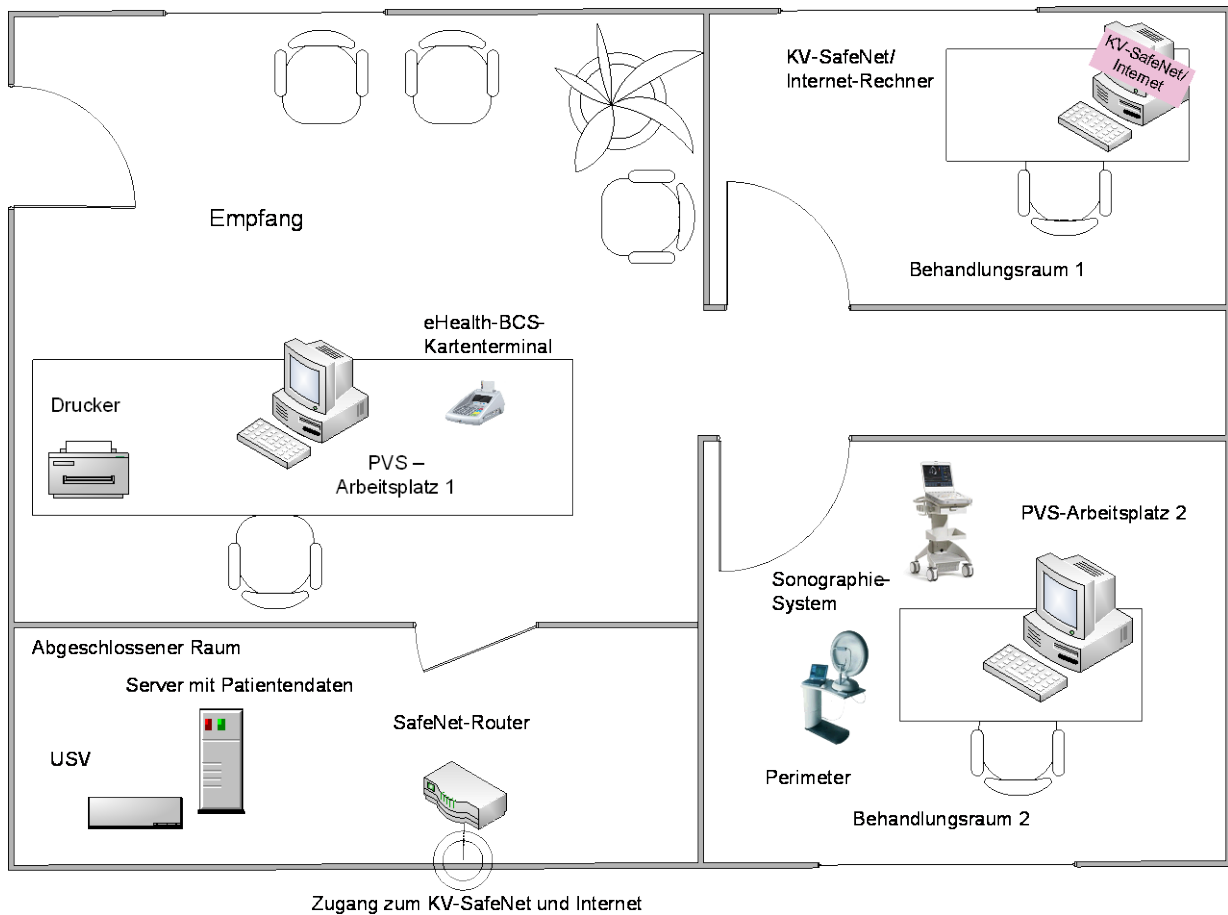 KV-SafeNet/
Internet-Rechner
KV-SafeNet/
Internet
Empfang
Behandlungsraum 1
eHealth-BCS-
Kartenterminal
Drucker
PVS –
Arbeitsplatz 1
PVS-Arbeitsplatz 2
Sonographie-
System
Abgeschlossener Raum
Server mit Patientendaten
SafeNet-Router
USV
Perimeter
Behandlungsraum 2
Zugang zum KV-SafeNet und Internet